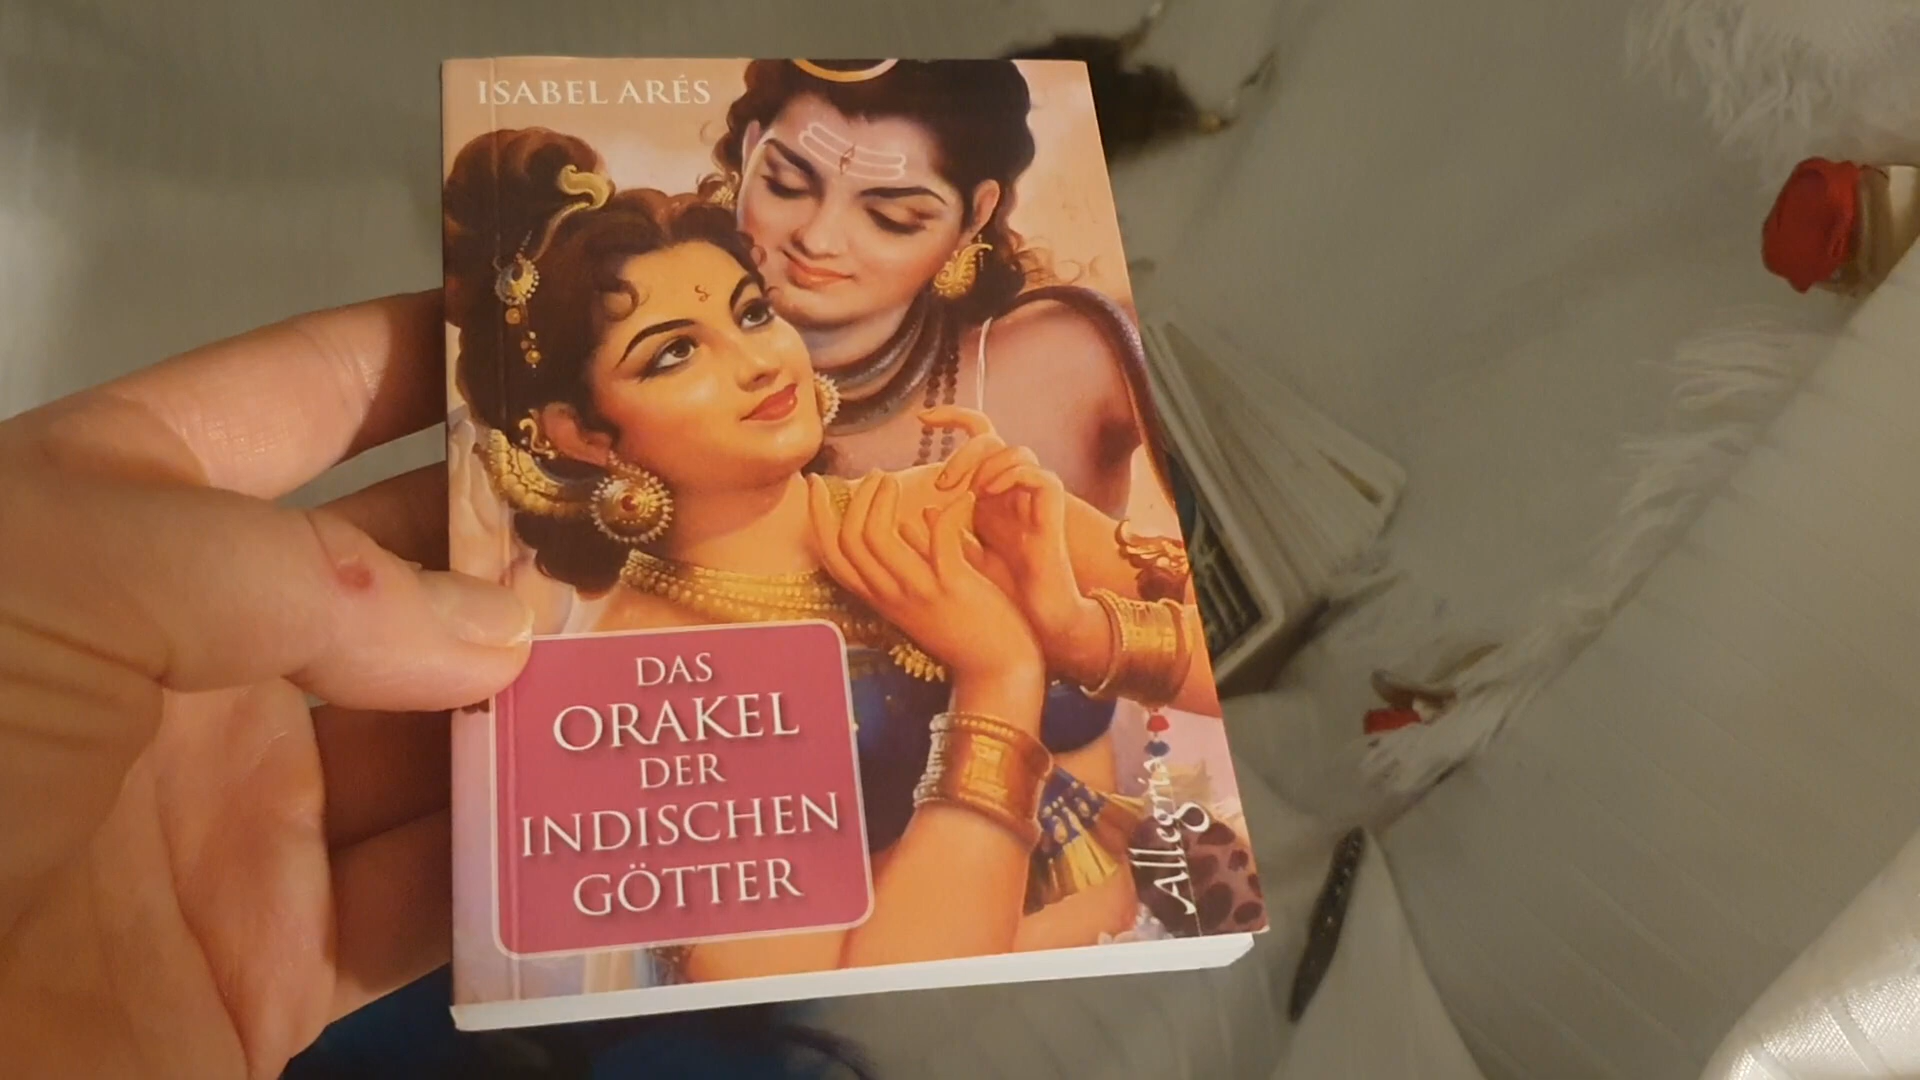 ISABEL ARÉS
DAS
ORAKEL
DER
INDISCHEN
GÖTTER
Allegria